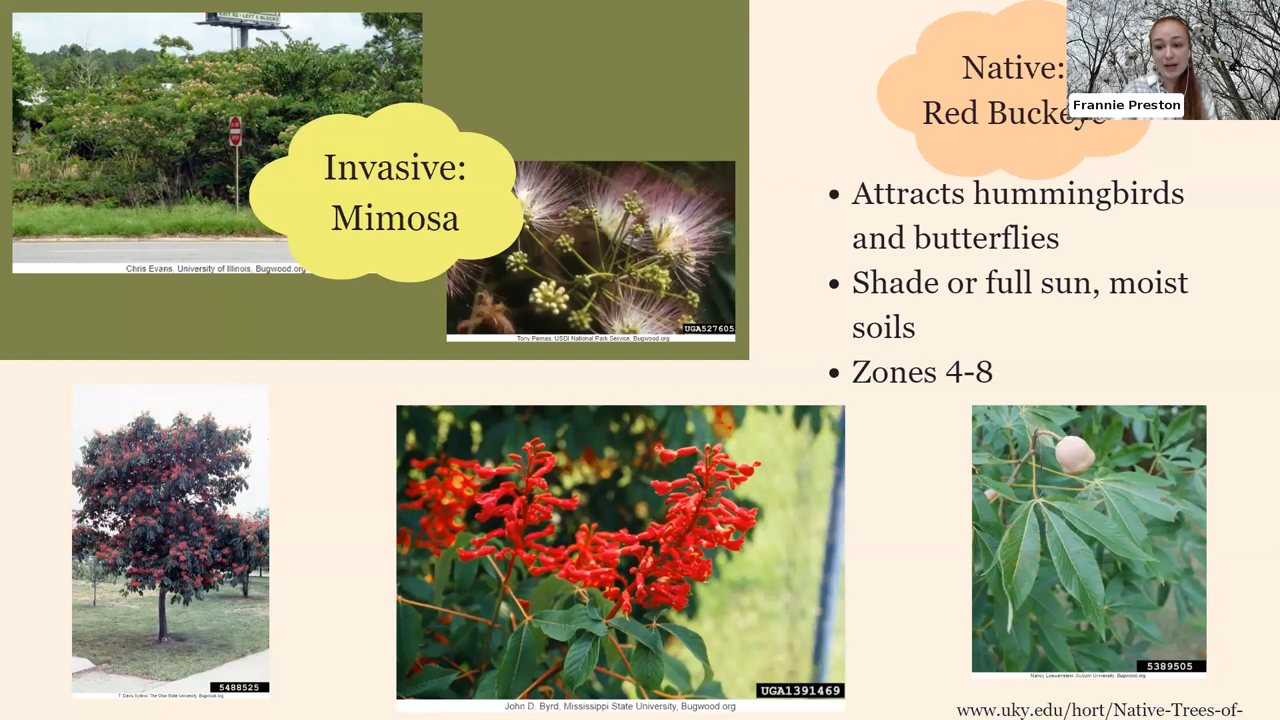 Chris Evans, University of Illinois, Bugwood.org
Invasive:
Mimosa
UGA527605
Tony Pernas, USDI National Park Service, Bugwood.org
Native:
Red Buckeye
Frannie Preston
• Attracts hummingbirds
and butterflies
• Shade or full sun, moist
soils
• Zones 4-8
5488525
T. Davis Sydnor, The Ohio State University, Bugwood.org
UGA1391469
John D. Byrd, Mississippi State University, Bugwood.org
5389505
Nancy Loewenstein, Auburn University, Bugwood.org
www.uky.edu/hort/Native-Trees-of-